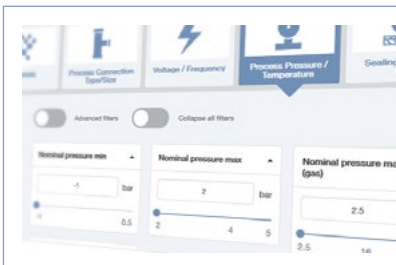 Process Connection
Type/Size
Voltage / Frequency
Process Pressure /
Temperature
Sealing
Advanced filters
Collapse all filters
Nominal pressure min
Nominal pressure max
Nominal pressure ma
(gas)
-1
bar
2
bar
2.5
-1
0.5
2
4
5
2.5
16